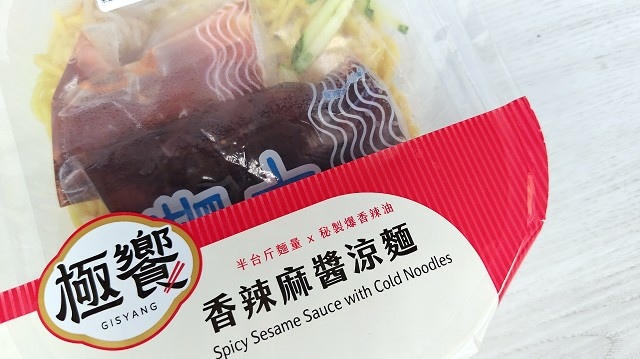 半台斤麵量 x 秘製爆香辣油
極饗
GISYANG
香辣麻醬涼麵
Spicy Sesame Sauce with Cold Noodles